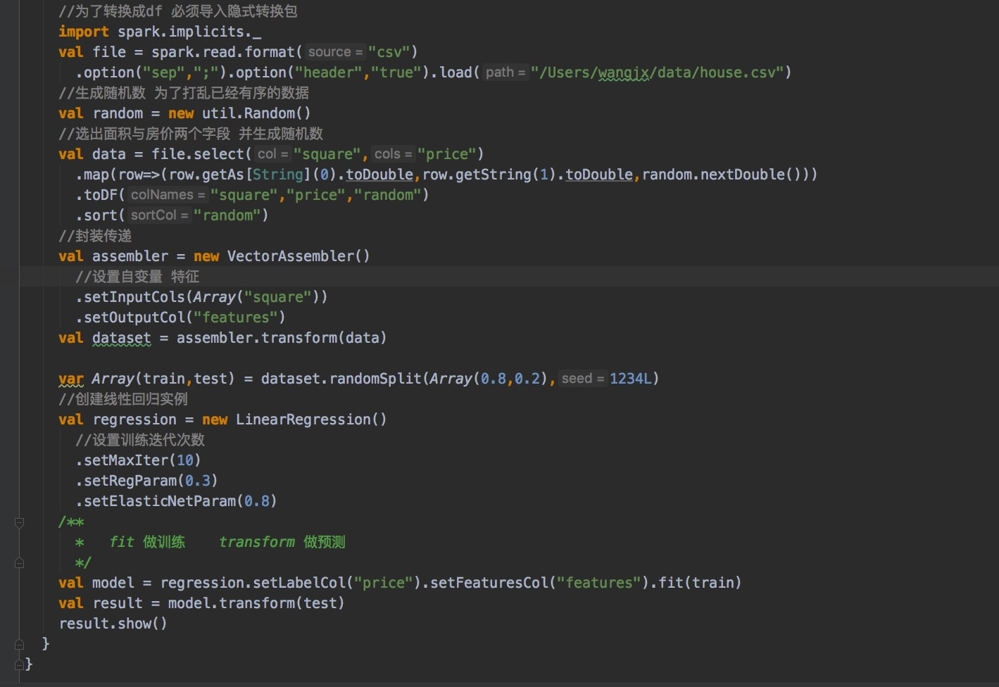 //为了转换成df 必须导入隐式转换包
import spark.implicits._
val file = spark.read.format( source = "csv")
.option("sep",";").option("header","true").load( path = "/Users/wangjx/data/house.csv")
//生成随机数 为了打乱已经有序的数据
val random = new util.Random()
//选出面积与房价两个字段 并生成随机数
val data = file.select( col = "square", cols = "price")
.map(row=>(row.getAs[String](0).toDouble,row.getString(1).toDouble,random.nextDouble()))
.toDF( colNames = "square","price","random")
.sort( sortCol = "random")
//封装传递
val assembler = new VectorAssembler()
//设置自变量 特征
.setInputCols(Array("square"))
.setOutputCol("features")
val dataset = assembler.transform(data)
var Array(train,test) = dataset.randomSplit(Array(0.8,0.2), seed = 1234L)
//创建线性回归实例
val regression = new LinearRegression()
//设置训练迭代次数
.setMaxIter(10)
.setRegParam(0.3)
.setElasticNetParam(0.8)
/**
* fit 做训练 transform 做预测
*/
val model = regression.setLabelCol("price").setFeaturesCol("features").fit(train)
val result = model.transform(test)
result.show()
}
}